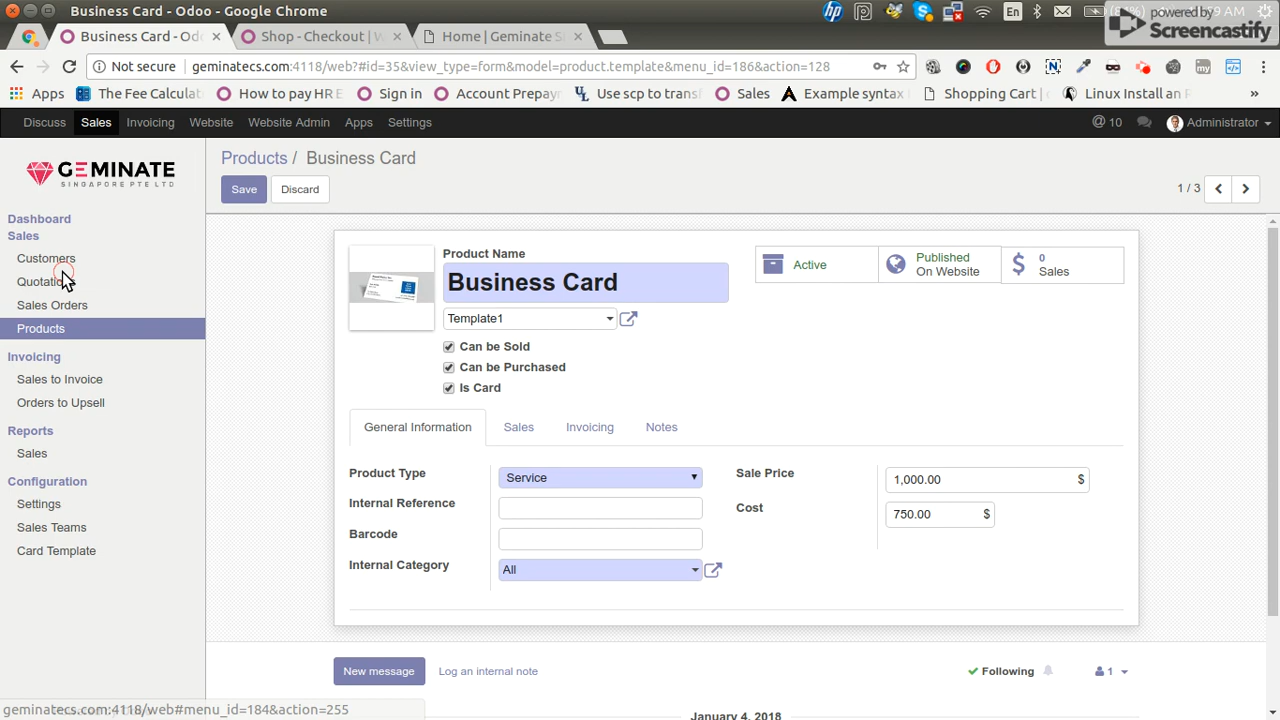 Business Card - Odoo - Google Chrome
Business Card - Odo
Shop - Checkout | W
Home | Geminate S
powered by
Screencastify
En
:59 AM
Not secure
geminatecs.com:4118/web?#id=35&view_type=form&model=product.template&menu_id=186&action=128
Apps
The Fee Calculat
How to pay HR E
Sign in
Account Prepayr
Use scp to transf
Sales
Example syntax
Shopping Cart | c
Linux Install an R
»
Discuss
Sales
Invoicing
Website
Website Admin
Apps
Settings
@ 10
Administrator
GEMINATE
SINGAPORE PTE LTD
Products / Business Card
Save
Discard
1 / 3
Dashboard
Sales
Customers
Quotatio
Sales Orders
Products
Invoicing
Sales to Invoice
Orders to Upsell
Reports
Sales
Configuration
Settings
Sales Teams
Card Template
Product Name
Business Card
Template1
Can be Sold
Can be Purchased
Is Card
Active
Published
On Website
0
Sales
General Information
Sales
Invoicing
Notes
Product Type
Service
Internal Reference
Barcode
Internal Category
All
Sale Price
1,000.00 $
Cost
750.00 $
New message
Log an internal note
Following
1
January 4, 2018
geminatecs.com:4118/web#menu_id=184&action=255